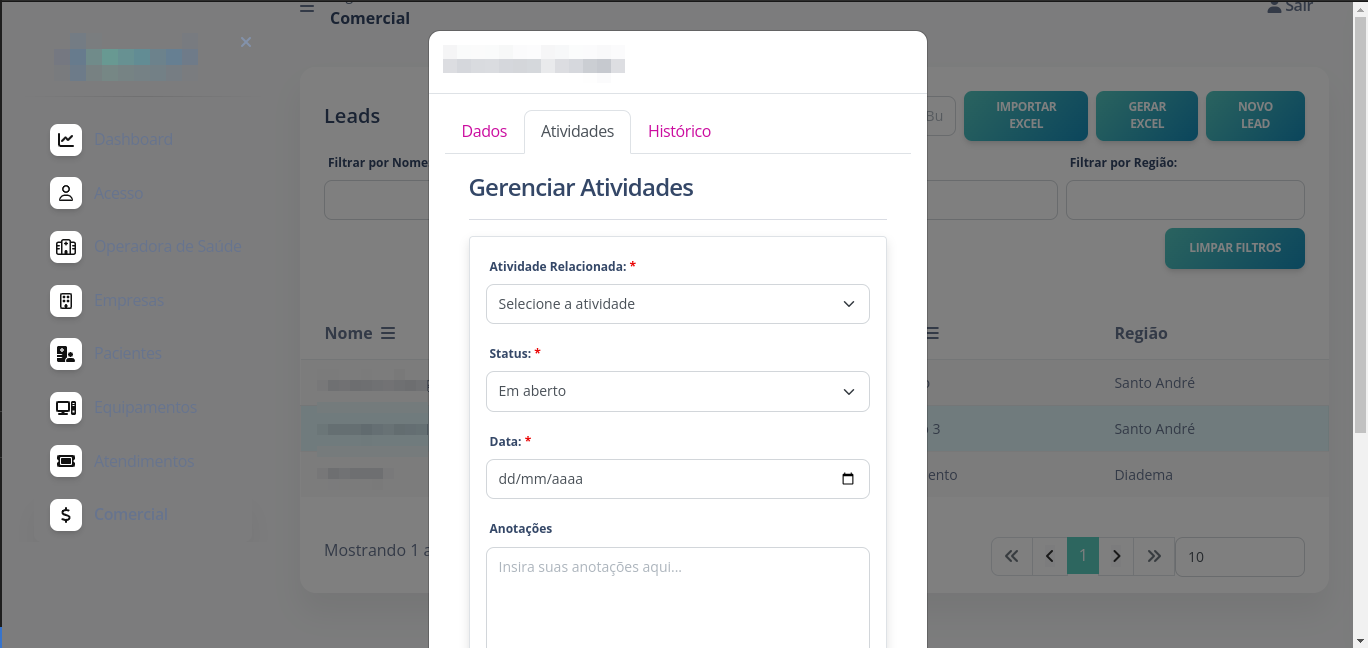 Comercial
Sair
Dashboard
Acesso
Operadora de Saúde
Empresas
Pacientes
Equipamentos
Atendimentos
Comercial
Leads
Bu
IMPORTAR
EXCEL
GERAR
EXCEL
NOVO
LEAD
Filtrar por Nome
Filtrar por Região:
LIMPAR FILTROS
Nome
Região
Santo André
3
Santo André
ento
Diadema
Mostrando 1 a
1
10
Dados
Atividades
Histórico
Gerenciar Atividades
Atividade Relacionada: *
Selecione a atividade
Status: *
Em aberto
Data: *
dd/mm/aaaa
Anotações
Insira suas anotações aqui...